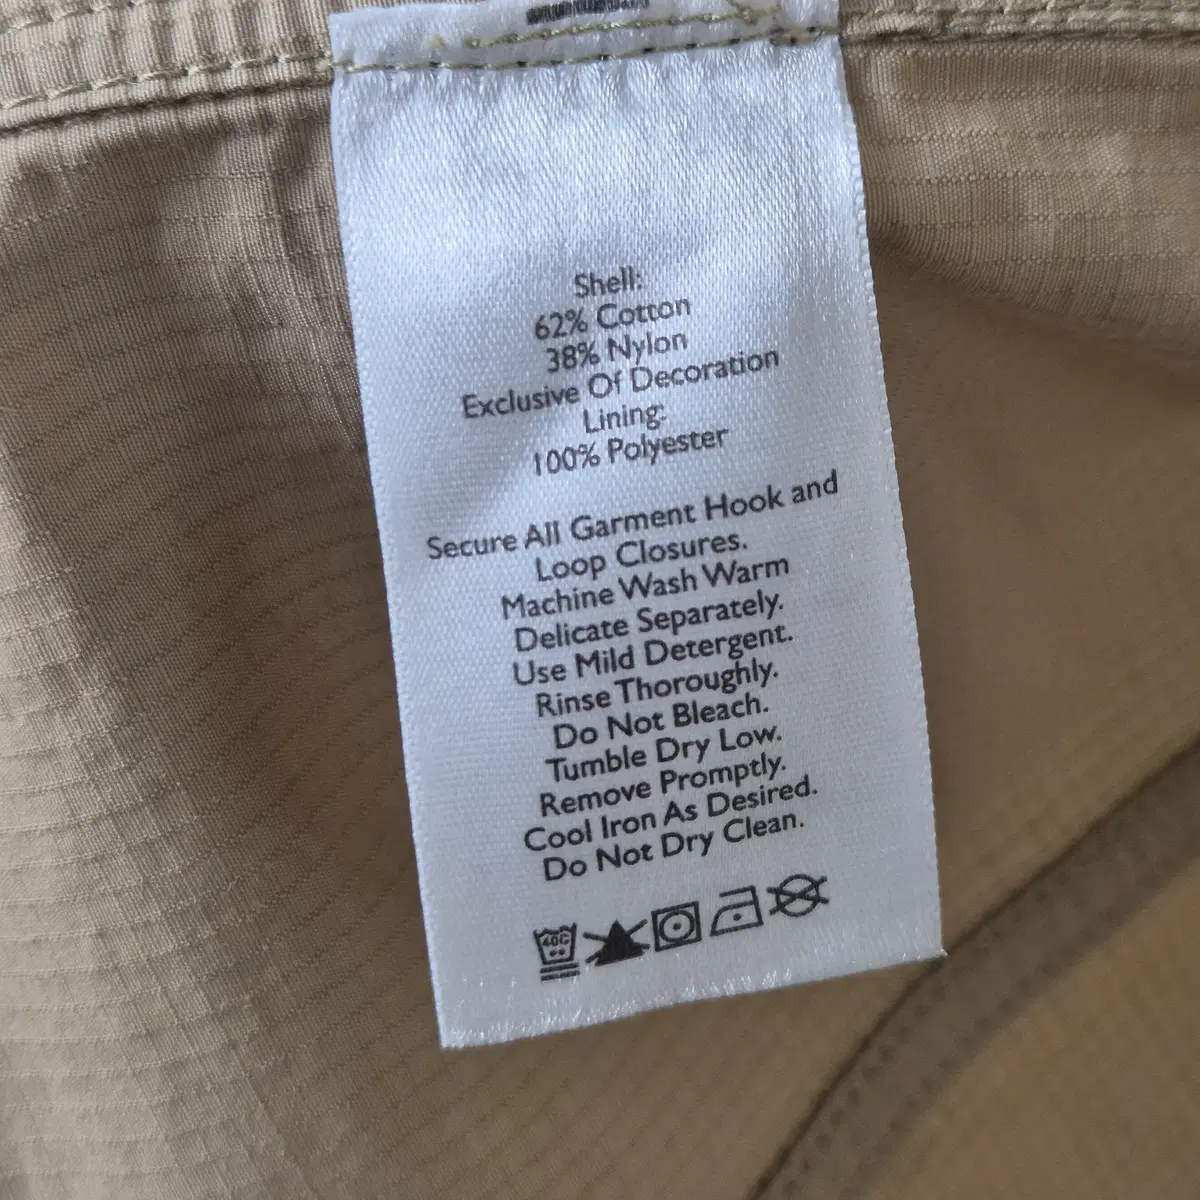 Shell:
62% Cotton
38% Nylon
Exclusive Of Decoration
Lining:
100% Polyester
Secure All Garment Hook and
Loop Closures.
Machine Wash Warm
Delicate Separately.
Use Mild Detergent.
Rinse Thoroughly.
Do Not Bleach.
Tumble Dry Low.
Remove Promptly.
Cool Iron As Desired.
Do Not Dry Clean.
40C